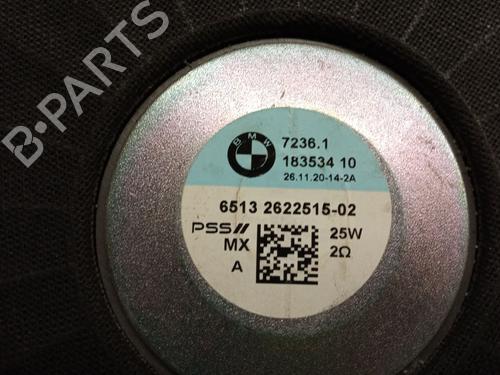 B-PARTS
BMW
7236.1
183534 10
26.11.20-14-2A
6513 2622515-02
PSS
MX
25W
A
2Ω